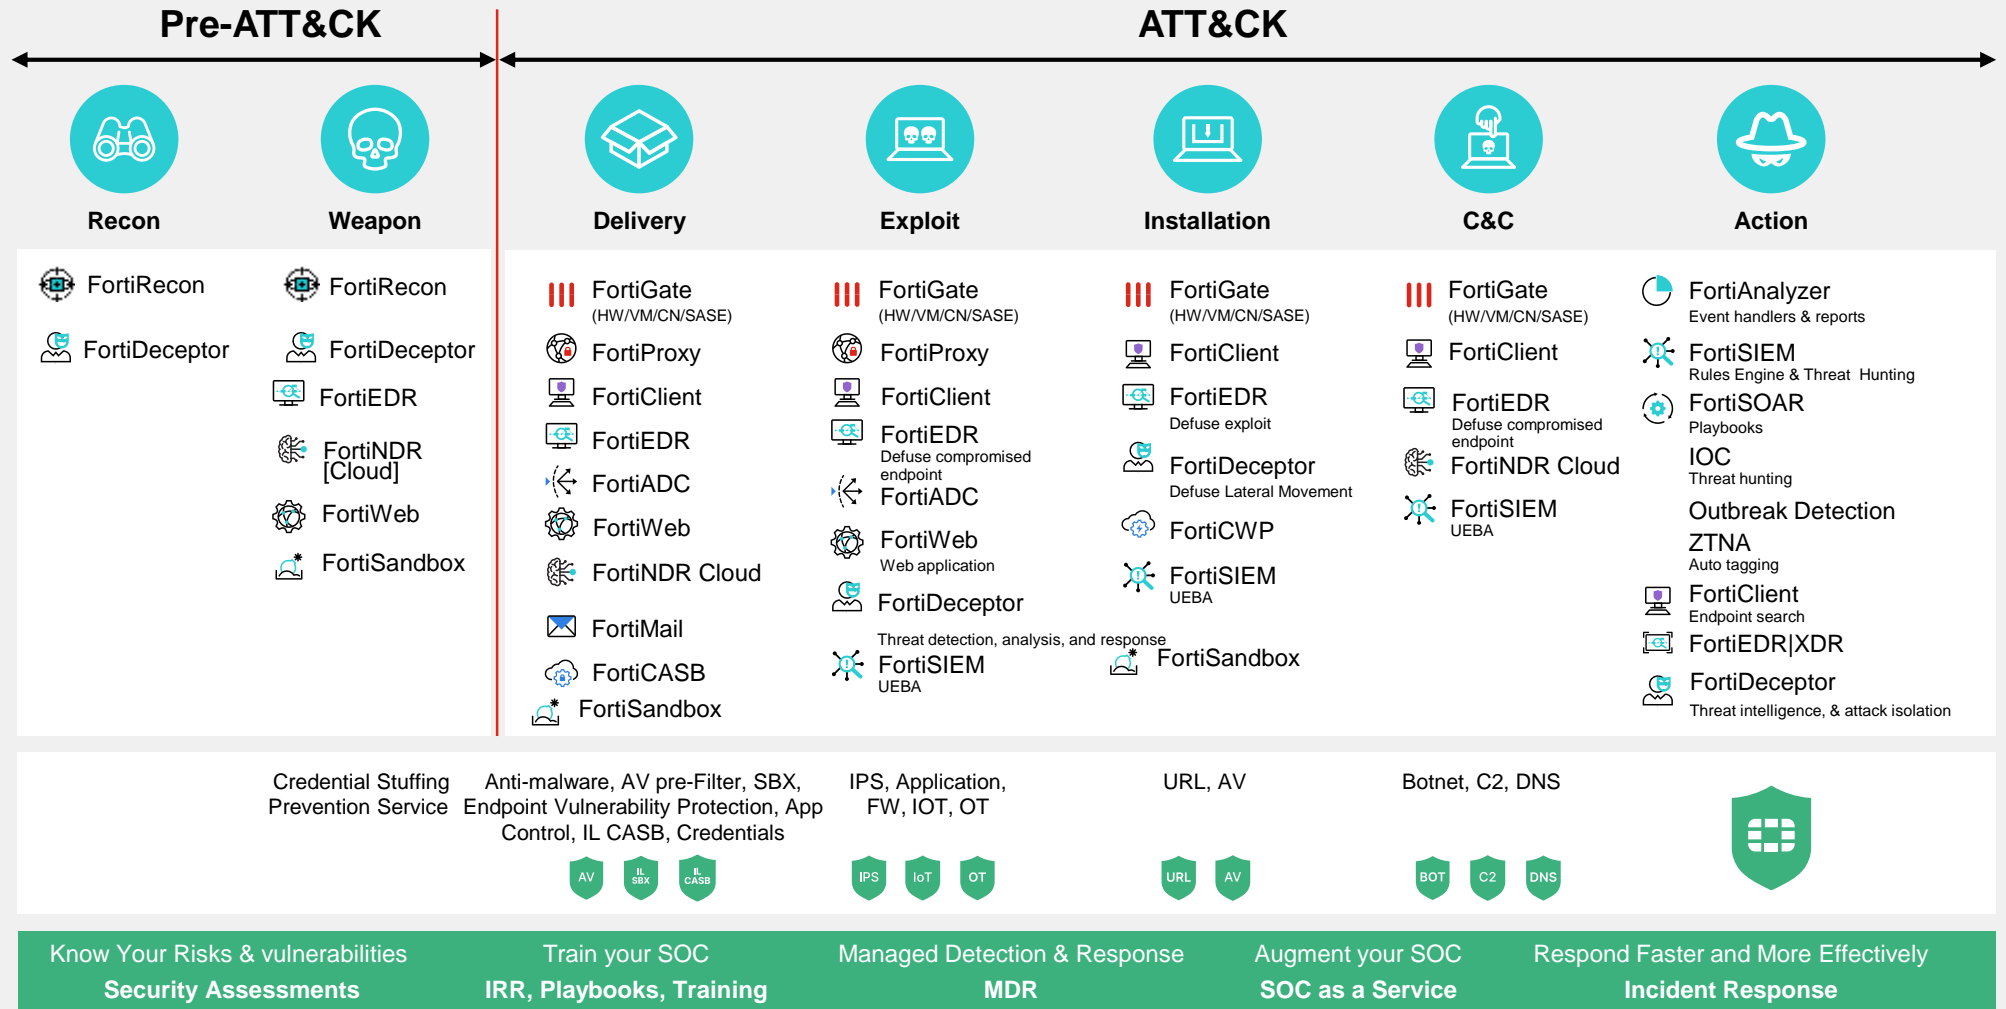 Pre-ATT&CK
ATT&CK
Recon
Weapon
Delivery
Exploit
Installation
C&C
Action
FortiRecon
FortiDeceptor
FortiRecon
FortiDeceptor
FortiEDR
FortiNDR
[Cloud]
FortiWeb
FortiSandbox
FortiGate
(HW/VM/CN/SASE)
FortiProxy
FortiClient
FortiEDR
FortiADC
FortiWeb
FortiNDR Cloud
FortiMail
FortiCASB
FortiSandbox
FortiGate
(HW/VM/CN/SASE)
FortiProxy
FortiClient
FortiEDR
Defuse compromised
endpoint
FortiADC
FortiWeb
Web application
FortiDeceptor
Threat detection, analysis, and response
FortiSIEM
UEBA
FortiGate
(HW/VM/CN/SASE)
FortiClient
FortiEDR
Defuse exploit
FortiDeceptor
Defuse Lateral Movement
FortiCWP
FortiSIEM
UEBA
FortiSandbox
FortiGate
(HW/VM/CN/SASE)
FortiClient
FortiEDR
Defuse compromised
endpoint
FortiNDR Cloud
FortiSIEM
UEBA
FortiAnalyzer
Event handlers & reports
FortiSIEM
Rules Engine & Threat Hunting
FortiSOAR
Playbooks
IOC
Threat hunting
Outbreak Detection
ZTNA
Auto tagging
FortiClient
Endpoint search
FortiEDR|XDR
FortiDeceptor
Threat intelligence, & attack isolation
Credential Stuffing
Prevention Service
Anti-malware, AV pre-Filter, SBX,
Endpoint Vulnerability Protection, App
Control, IL CASB, Credentials
AV
IL
SBX
IL
CASB
IPS, Application,
FW, IOT, OT
IPS
IoT
OT
URL, AV
URL
AV
Botnet, C2, DNS
BOT
C2
DNS
Know Your Risks & vulnerabilities
Security Assessments
Train your SOC
IRR, Playbooks, Training
Managed Detection & Response
MDR
Augment your SOC
SOC as a Service
Respond Faster and More Effectively
Incident Response